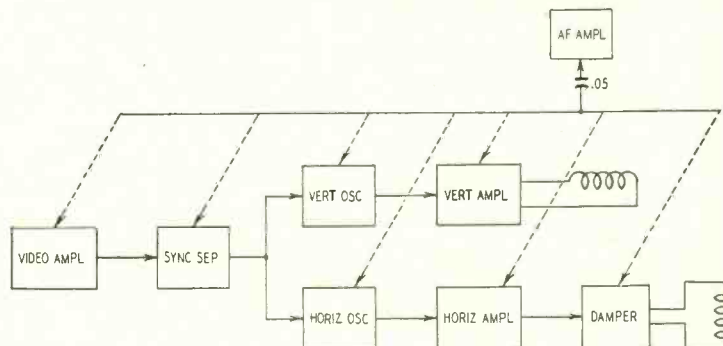 AF AMPL
.05
VERT OSC
VERT AMPL
VIDEO AMPL
SYNC SEP
HORIZ OSC
HORIZ AMPL
DAMPER